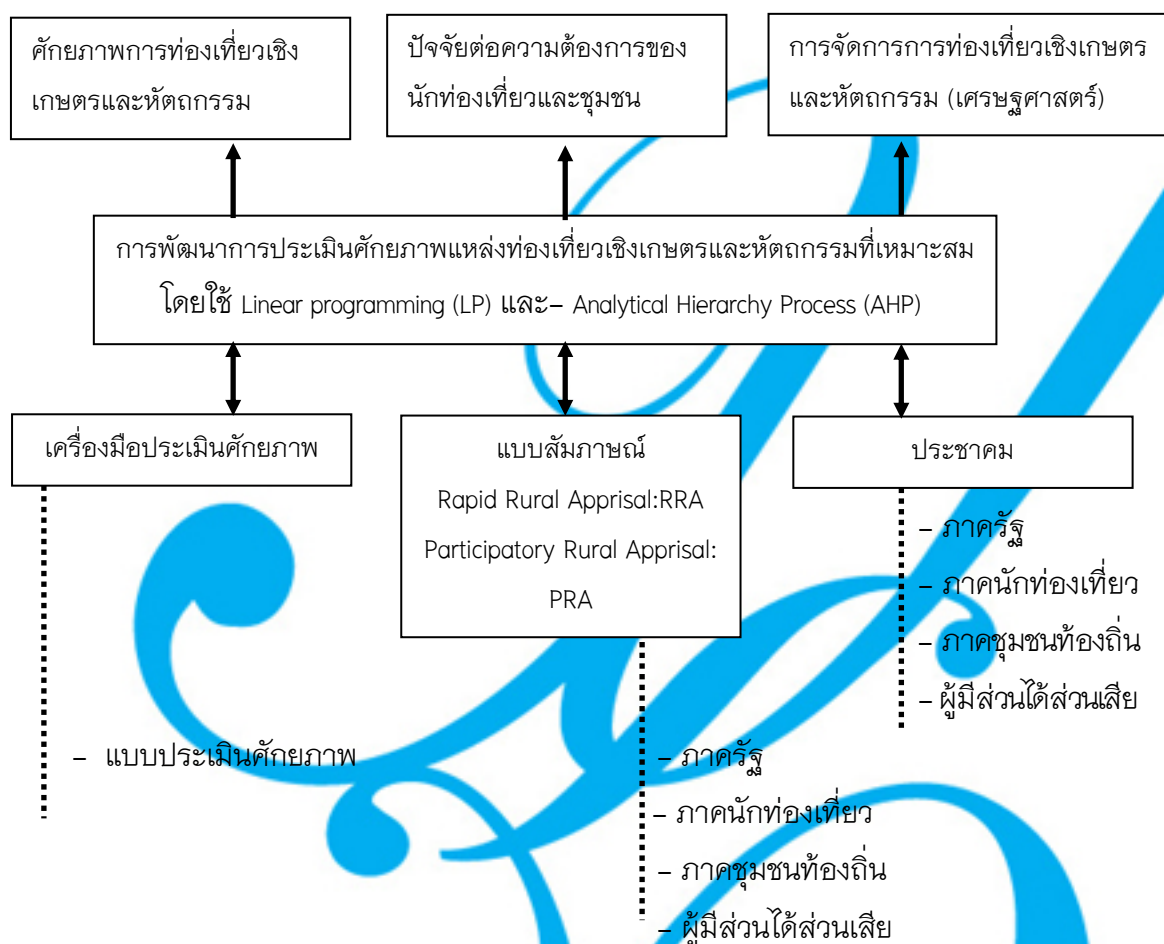 ศักยภาพการท่องเที่ยวเชิง
เกษตรและหัตถกรรม
ปัจจัยต่อความต้องการของ
นักท่องเที่ยวและชุมชน
การจัดการการท่องเที่ยวเชิงเกษตร
และหัตถกรรม (เศรษฐศาสตร์)
การพัฒนาการประเมินศักยภาพแหล่งท่องเที่ยวเชิงเกษตรและหัตถกรรมที่เหมาะสม
โดยใช้ Linear programming (LP) และ– Analytical Hierarchy Process (AHP)
เครื่องมือประเมินศักยภาพ
– แบบประเมินศักยภาพ
แบบสัมภาษณ์
Rapid Rural Apprisal:RRA
Participatory Rural Apprisal:
PRA
– ภาครัฐ
– ภาคนักท่องเที่ยว
– ภาคชุมชนท้องถิ่น
– ผู้มีส่วนได้ส่วนเสีย
ประชาคม
– ภาครัฐ
– ภาคนักท่องเที่ยว
– ภาคชุมชนท้องถิ่น
– ผู้มีส่วนได้ส่วนเสีย